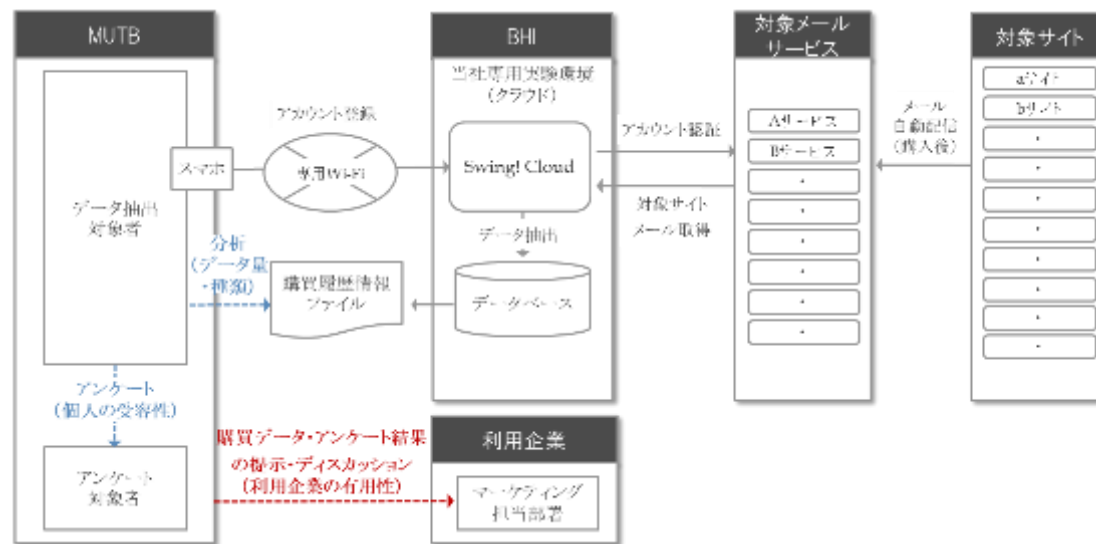 MUTB
スマホ
データ抽出
対象者
分析
(データ量
・種類)
アンケート
(個人の受容性)
アンケート
対象者
アカウント登録
専用Wi-Fi
購買履歴情報
ファイル
購買データ・アンケート結果
の提示・ディスカッション
(利用企業の有用性)
BHI
当社専用実験環境
(クラウド)
Swing! Cloud
データ抽出
データベース
利用企業
マーケティング
担当部署
アカウント認証
対象サイト
メール取得
対象メール
サービス
Aサービス
Bサービス
・
・
・
・
・
・
メール
自動配信
(購入後)
対象サイト
aサイト
bサイト
・
・
・
・
・
・
・
・